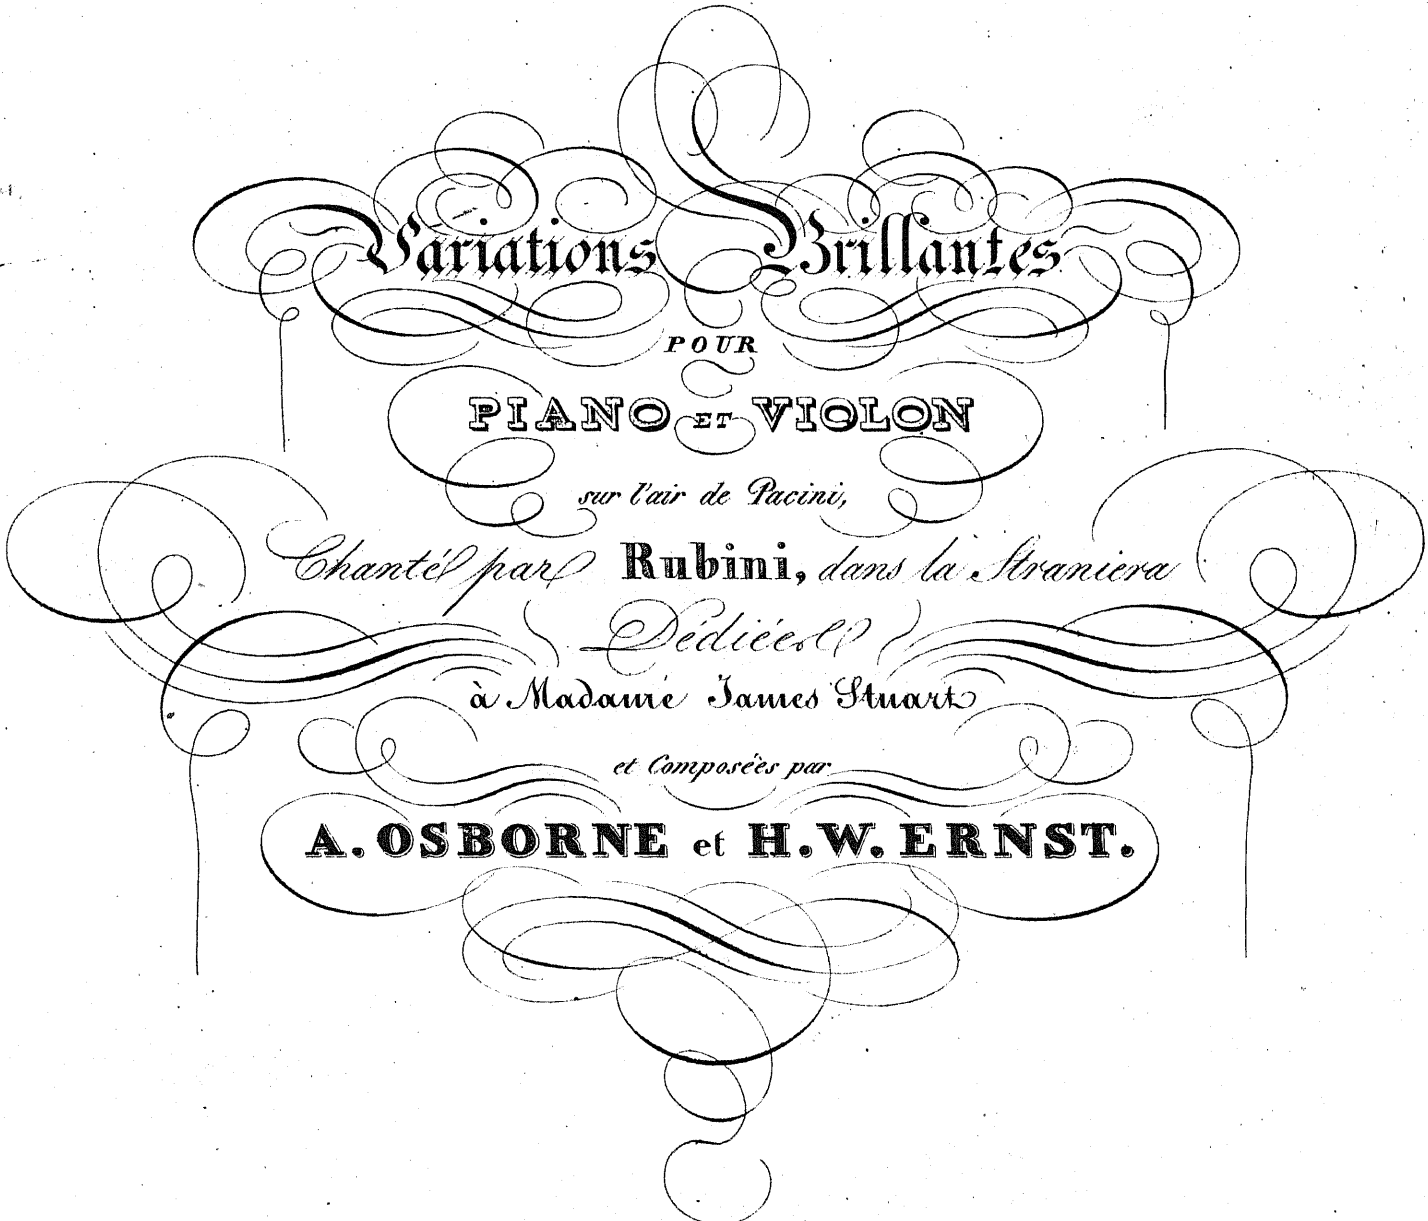 Variations Brillantes
POUR
PIANO ET VIOLON
sur l'air de Pacini,
Chanté par Rubini, dans la Straniera
Dédiées
à Madame James Stuart
et Composées par
A. OSBORNE et H. W. ERNST.